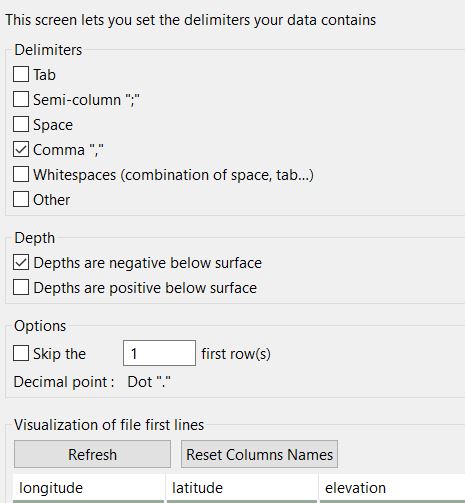 This screen lets you set the delimiters your data contains
Delimiters
Tab
Semi-column ";"
Space
Comma ","
Whitespaces (combination of space, tab...)
Other
Depth
Depths are negative below surface
Depths are positive below surface
Options
Skip the 1 first row(s)
Decimal point : Dot "."
Visualization of file first lines
Refresh Reset Columns Names
longitude latitude elevation